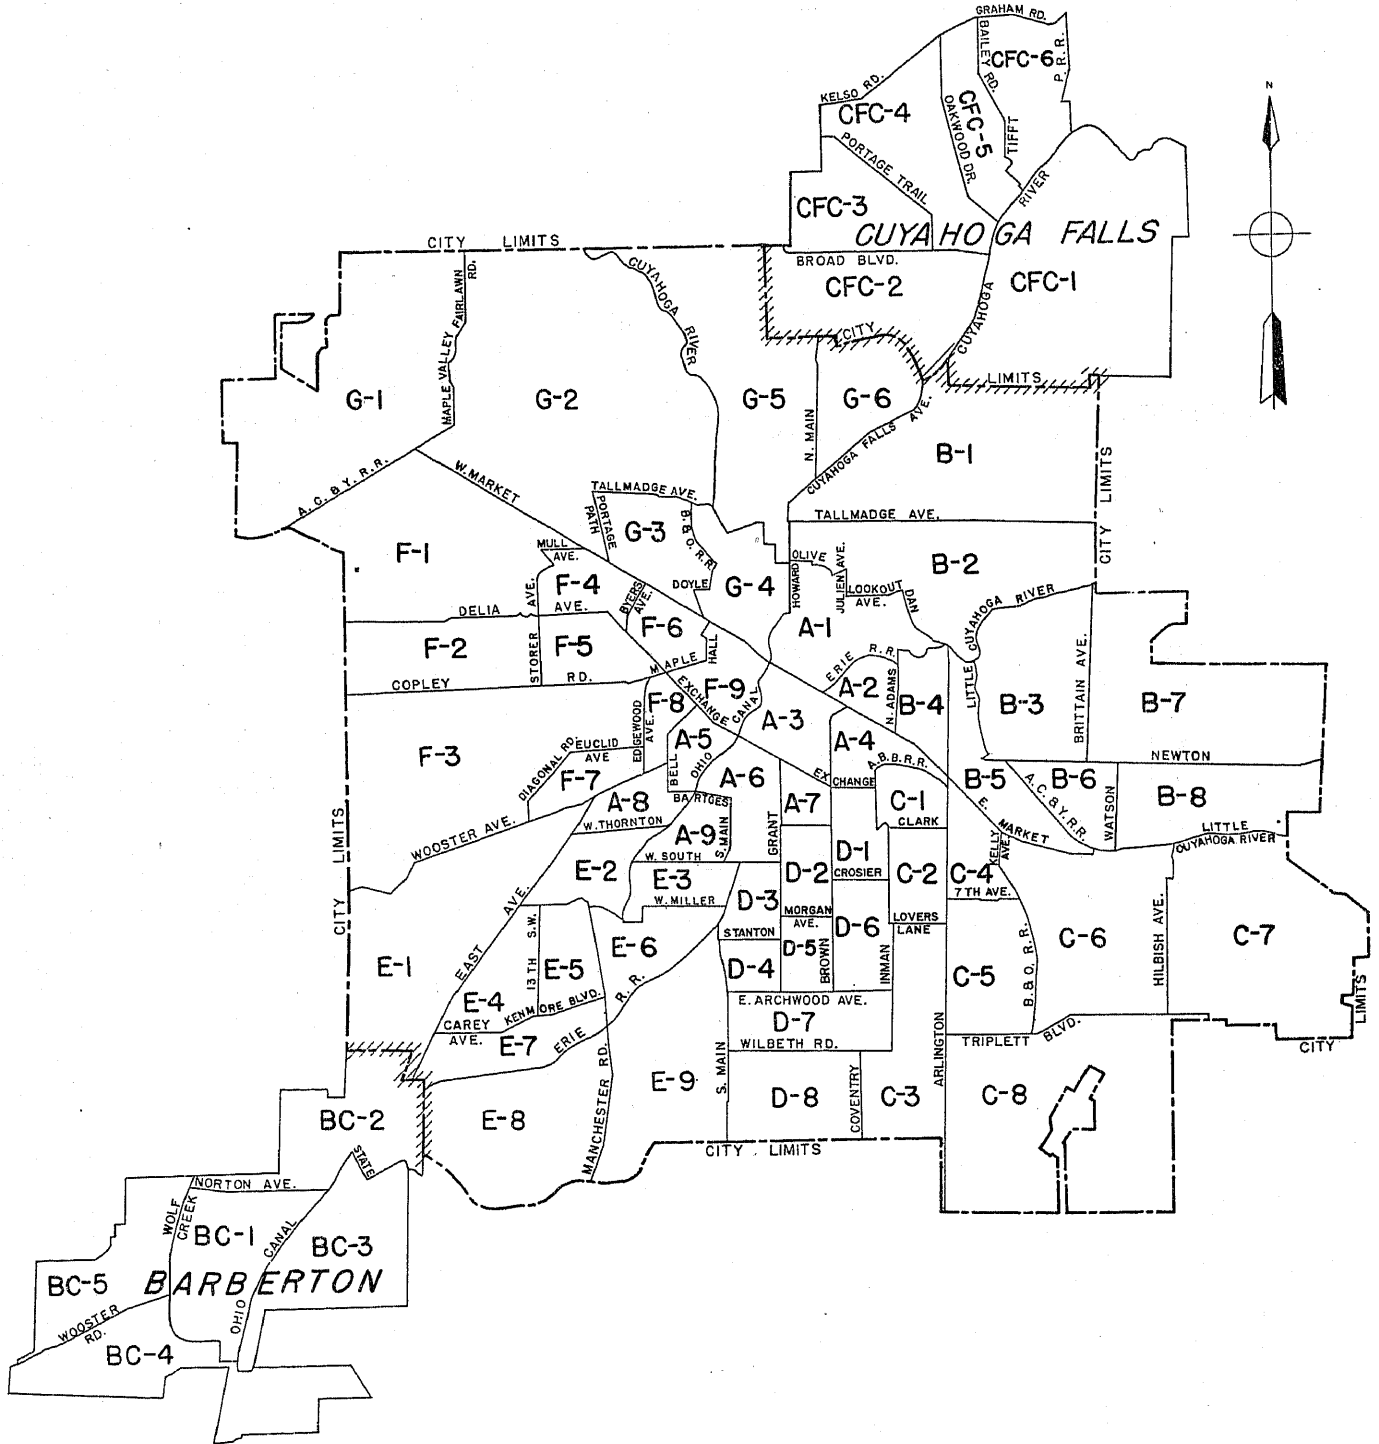 GRAHAM RD.
BAILEY RD.
CFC-6
P. R. R.
KELSO RD.
CFC-4
CFC-5
OAKWOOD DR.
TIFFT
N
PORTAGE TRAIL
RIVER
CFC-3
CUYAHOGA FALLS
CITY LIMITS
BROAD BLVD.
CFC-2
CFC-1
CUYAHOGA
CITY
LIMITS
MAPLE VALLEY FAIRLAWN RD.
CUYAHOGA RIVER
G-1
G-2
G-5
G-6
N. MAIN
CUYAHOGA FALLS AVE.
B-1
CITY LIMITS
A. C. & Y. R. R.
W. MARKET
TALLMADGE AVE.
TALLMADGE AVE.
PORTAGE PATH
G-3
B. & O. R. R.
F-1
MULL AVE.
F-4
DOYLE
G-4
HOWARD
OLIVE
JULIEN AVE.
LOOKOUT AVE.
DAN
B-2
LITTLE CUYAHOGA RIVER
DELIA AVE.
STORER AVE.
BYERS AVE.
F-6
A-1
F-2
F-5
MAPLE
HALL
ERIE R. R.
COPLEY RD.
EXCHANGE
F-9
A-2
N. ADAMS
B-4
B-3
BRITTAIN AVE.
B-7
F-8
EDGEWOOD AVE.
OHIO CANAL
A-3
A-4
A-5
F-3
EUCLID AVE
DIAGONAL RD.
F-7
BELL
A-6
EXCHANGE
A. B. B. R. R.
B-5
B-6
NEWTON
A. C. & Y. R. R.
WATSON
B-8
A-8
BARTGES
A-7
C-1
CLARK
E. MARKET
KELLY AVE.
LITTLE CUYAHOGA RIVER
CITY LIMITS
WOOSTER AVE.
W. THORNTON
A-9
S. MAIN
GRANT
W. SOUTH
D-1
CROSIER
E-2
E-3
D-2
C-2
C-4
7TH AVE.
W. MILLER
D-3
MORGAN AVE.
LOVERS LANE
EAST AVE.
13TH S.W.
E-1
E-5
E-6
STANTON
D-4
D-5
BROWN
D-6
INMAN
C-5
B. & O. R. R.
C-6
HILBISH AVE.
C-7
CITY LIMITS
E-4
KENMORE BLVD.
CAREY AVE.
E-7
ERIE R. R.
E. ARCHWOOD AVE.
D-7
WILBETH RD.
ARLINGTON
TRIPLETT BLVD.
E-8
MANCHESTER RD.
E-9
S. MAIN
D-8
COVENTRY
C-3
C-8
CITY LIMITS
BC-2
STATE
NORTON AVE.
WOLF CREEK
BC-1
OHIO CANAL
BC-3
BC-5
BARBERTON
WOOSTER RD.
BC-4